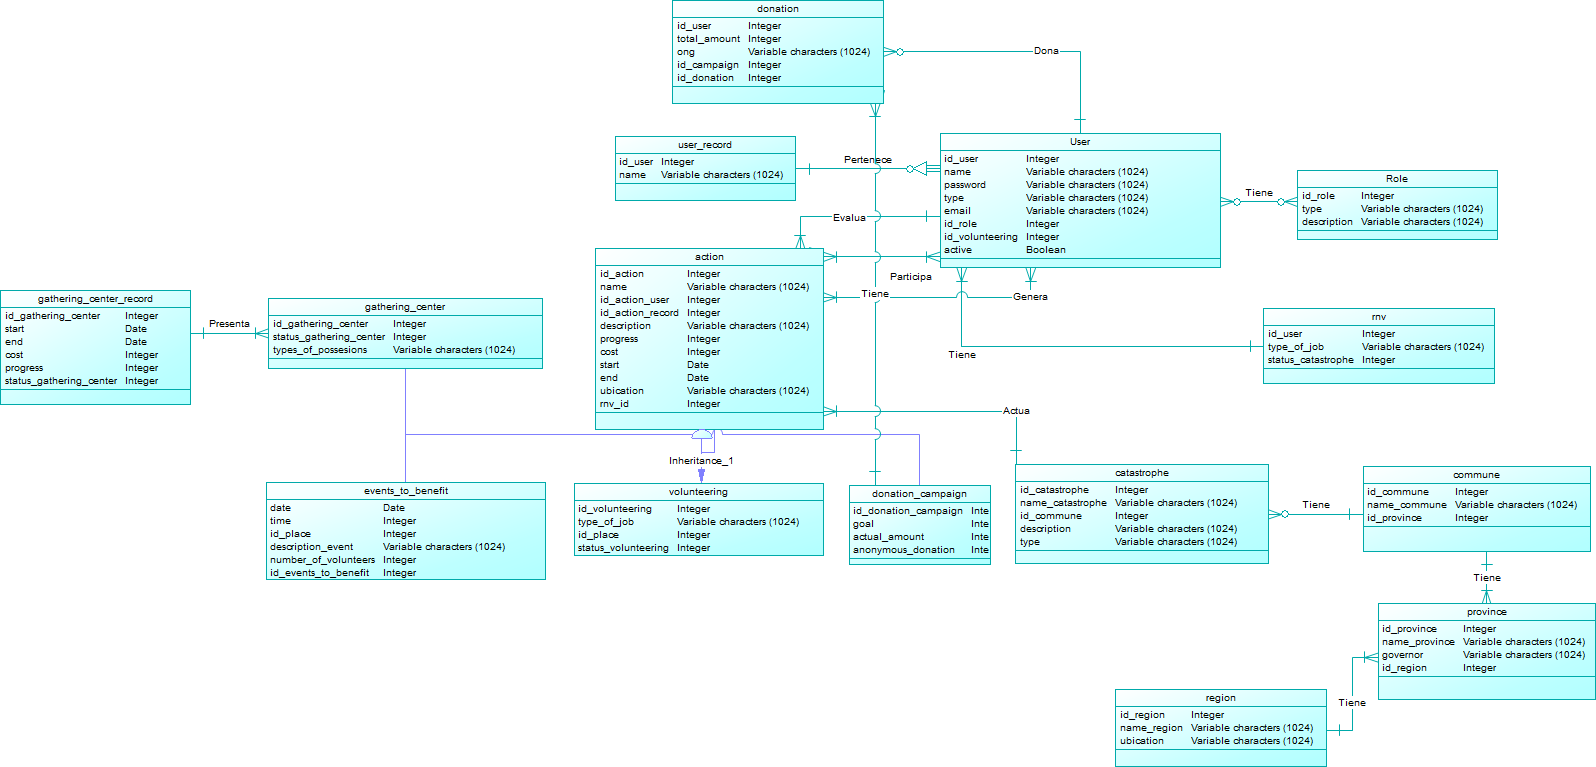 donation
id_user Integer
total_amount Integer
ong Variable characters (1024)
id_campaign Integer
id_donation Integer
Dona
user_record
id_user Integer
name Variable characters (1024)
Pertenece
User
id_user Integer
name Variable characters (1024)
password Variable characters (1024)
type Variable characters (1024)
email Variable characters (1024)
id_role Integer
id_volunteering Integer
active Boolean
Tiene
Role
id_role Integer
type Variable characters (1024)
description Variable characters (1024)
Evalua
Participa
Tiene
Genera
Tiene
action
id_action Integer
name Variable characters (1024)
id_action_user Integer
id_action_record Integer
description Variable characters (1024)
progress Integer
cost Integer
start Date
end Date
ubication Variable characters (1024)
rnv_id Integer
gathering_center_record
id_gathering_center Integer
start Date
end Date
cost Integer
progress Integer
status_gathering_center Integer
Presenta
gathering_center
id_gathering_center Integer
status_gathering_center Integer
types_of_possesions Variable characters (1024)
rnv
id_user Integer
type_of_job Variable characters (1024)
status_catastrophe Integer
Actua
Inheritance_1
events_to_benefit
date Date
time Integer
id_place Integer
description_event Variable characters (1024)
number_of_volunteers Integer
id_events_to_benefit Integer
volunteering
id_volunteering Integer
type_of_job Variable characters (1024)
id_place Integer
status_volunteering Integer
donation_campaign
id_donation_campaign Inte
goal Inte
actual_amount Inte
anonymous_donation Inte
catastrophe
id_catastrophe Integer
name_catastrophe Variable characters (1024)
id_commune Integer
description Variable characters (1024)
type Variable characters (1024)
Tiene
commune
id_commune Integer
name_commune Variable characters (1024)
id_province Integer
Tiene
province
id_province Integer
name_province Variable characters (1024)
governor Variable characters (1024)
id_region Integer
Tiene
region
id_region Integer
name_region Variable characters (1024)
ubication Variable characters (1024)